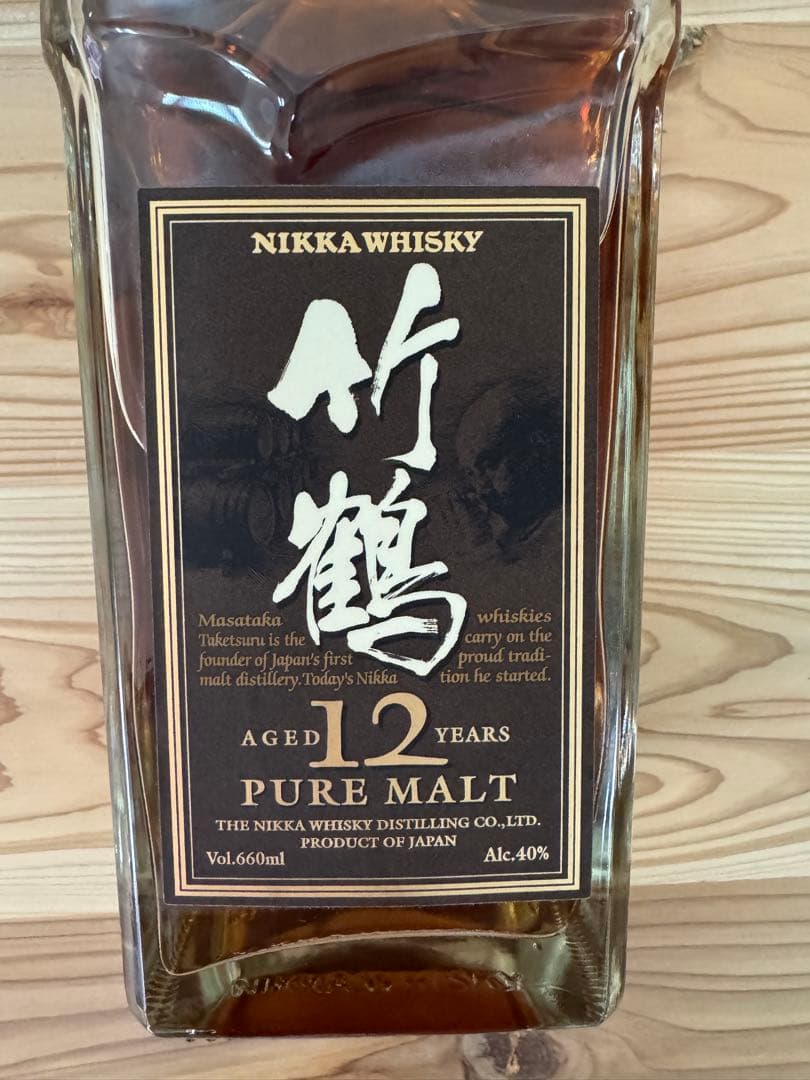 NIKKA WHISKY
竹鶴
Masataka whiskies
Taketsuru is the carry on the
founder of Japan's first proud tradi-
malt distillery. Today's Nikka tion he started.
AGED 12 YEARS
PURE MALT
THE NIKKA WHISKY DISTILLING CO.,LTD.
PRODUCT OF JAPAN
Vol.660ml Alc.40%
NIKKA WHISKY